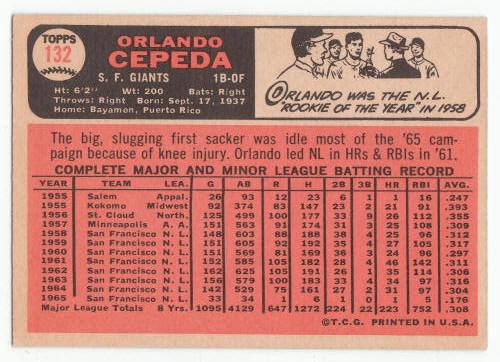 TOPPS
132
ORLANDO
CEPEDA
S. F. GIANTS 1B-OF
Ht: 6'2" Wt: 200 Bats: Right
Throws: Right Born: Sept. 17, 1937
Home: Bayamon, Puerto Rico
ORLANDO WAS THE N.L.
"ROOKIE OF THE YEAR" IN 1958
The big, slugging first sacker was idle most of the '65 cam-
paign because of knee injury. Orlando led NL in HRs & RBIs in '61.
COMPLETE MAJOR AND MINOR LEAGUE BATTING RECORD
YEAR TEAM LEA. G AB R H 2B 3B HR RBI AVG.
1955 Salem Appal. 26 93 12 23 6 1 1 16 .247
1955 Kokomo Midwest 92 374 83 147 23 2 21 91 .393
1956 St. Cloud North. 125 499 100 177 33 9 26 112 .355
1957 Minneapolis A. A. 151 563 91 174 31 3 25 108 .309
1958 San Francisco N. L. 148 603 88 188 38 4 25 96 .312
1959 San Francisco N. L. 151 605 92 192 35 4 27 105 .317
1960 San Francisco N. L. 151 569 81 169 36 3 24 96 .297
1961 San Francisco N. L. 152 585 105 182 28 4 46 142 .311
1962 San Francisco N. L. 162 625 105 191 26 1 35 114 .306
1963 San Francisco N. L. 156 579 100 183 33 4 34 97 .316
1964 San Francisco N. L. 142 529 75 161 27 2 31 97 .304
1965 San Francisco N. L. 33 34 1 6 1 0 1 5 .176
Major League Totals 8 Yrs. 1095 4129 647 1272 224 22 223 752 .308
©T.C.G. PRINTED IN U.S.A.